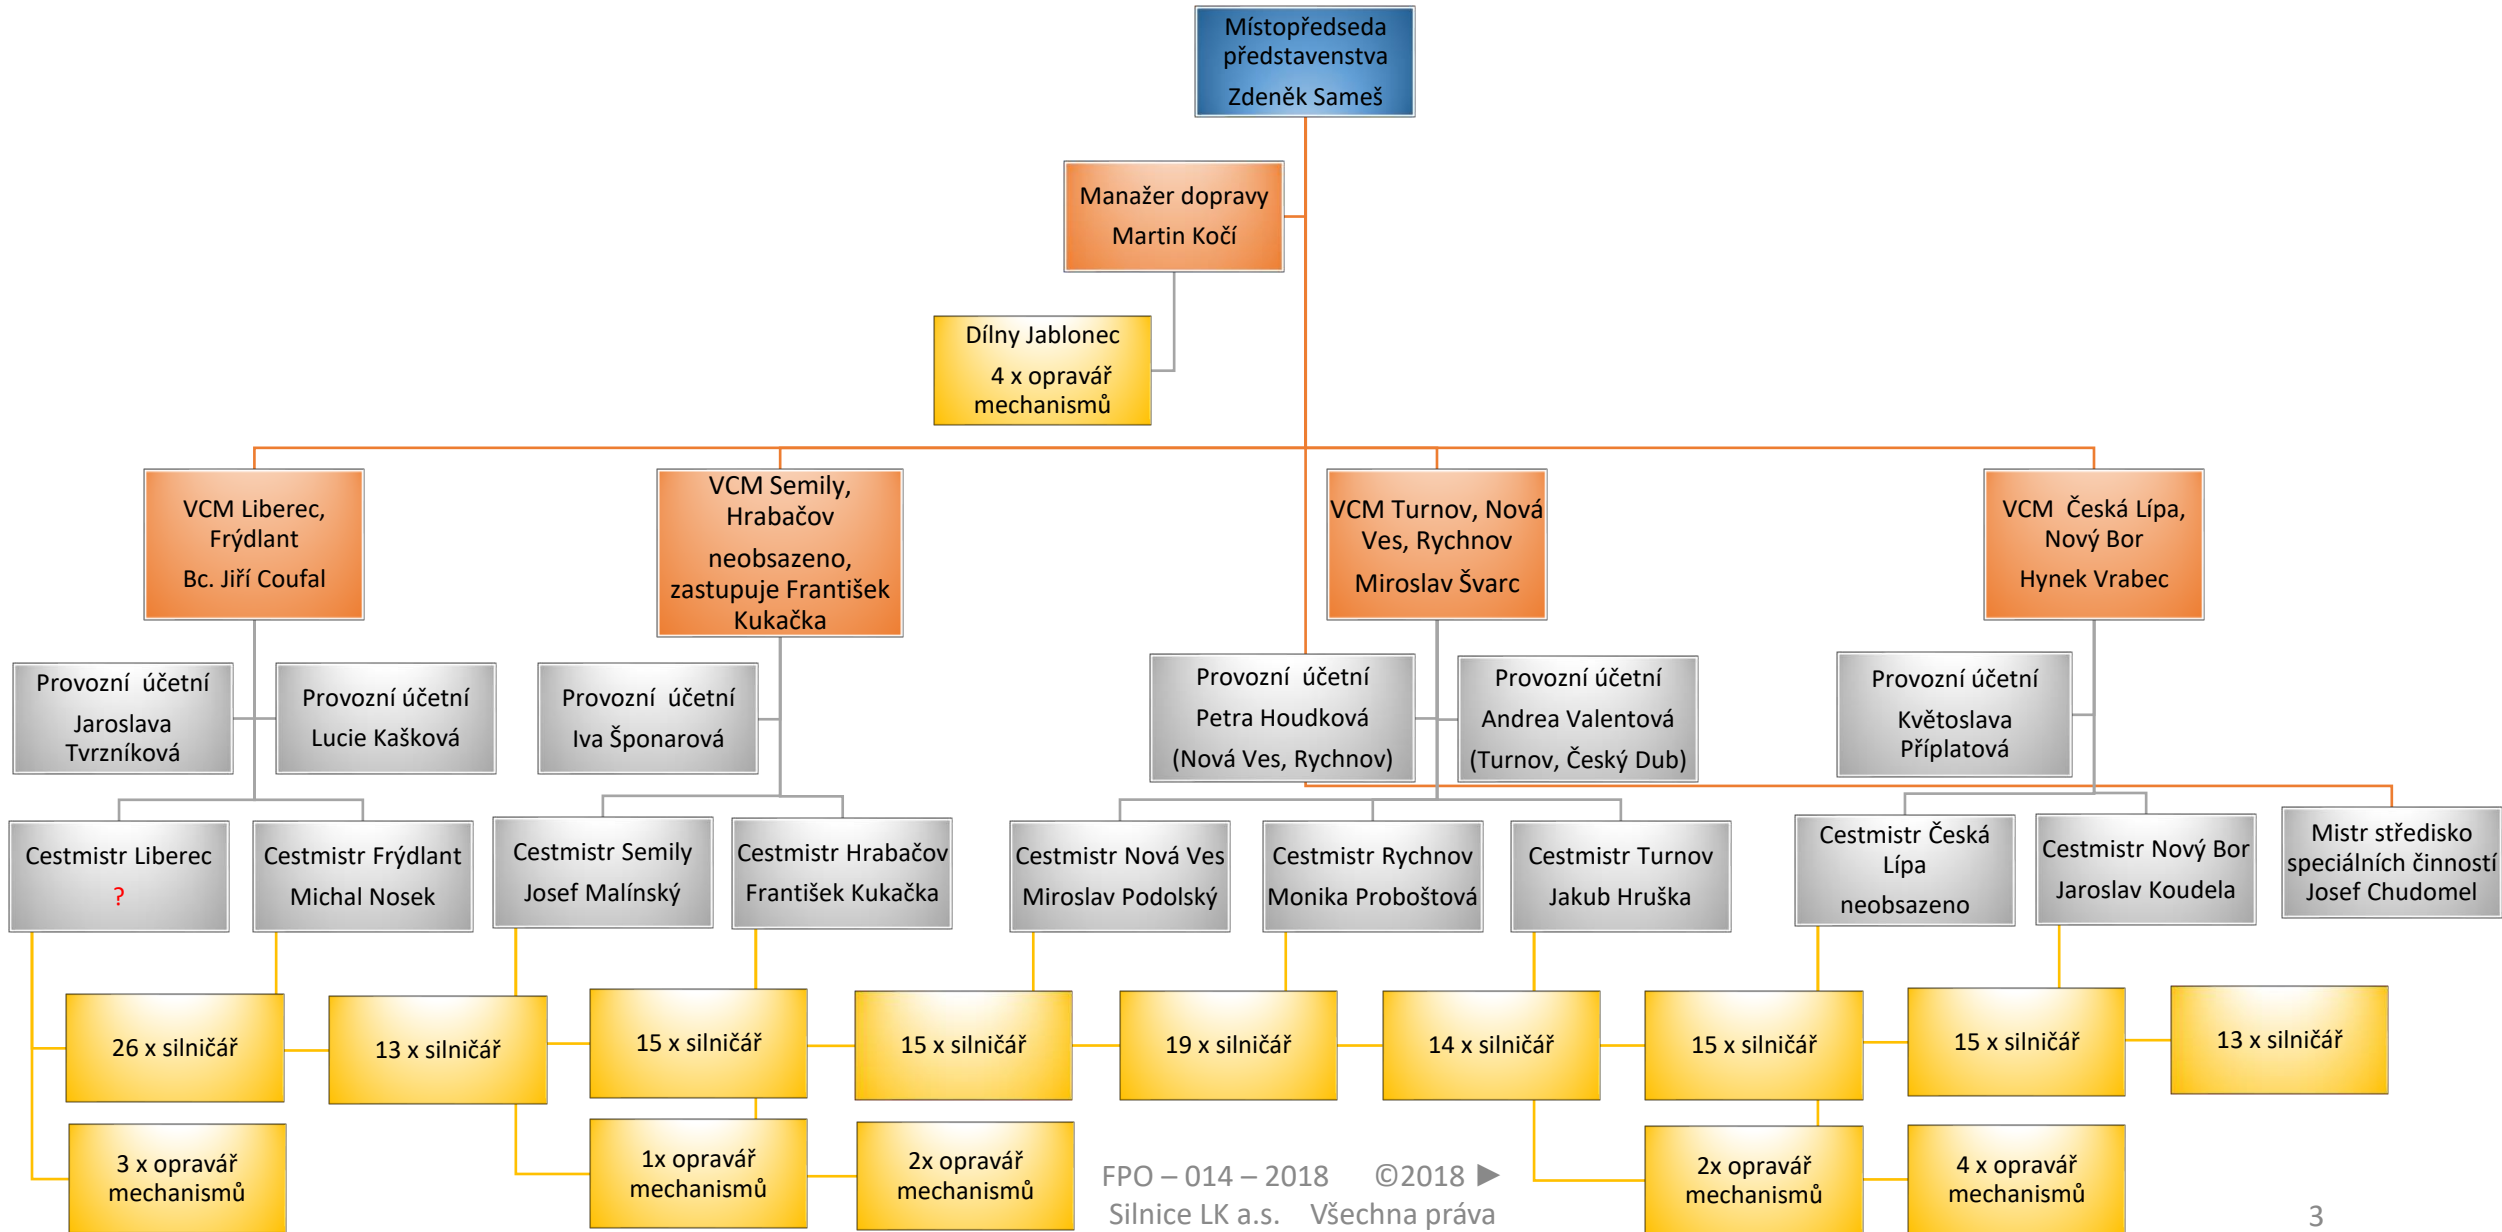 Místopředseda
představenstva
Zdeněk Sameš
Manažer dopravy
Martin Kočí
Dílny Jablonec
4 x opravář
mechanismů
VCM Liberec,
Frýdlant
Bc. Jiří Coufal
VCM Semily,
Hrabačov
neobsazeno,
zastupuje František
Kukačka
VCM Turnov, Nová
Ves, Rychnov
Miroslav Švarc
VCM Česká Lípa,
Nový Bor
Hynek Vrabec
Provozní účetní
Jaroslava
Tvrzníková
Provozní účetní
Lucie Kašková
Provozní účetní
Iva Šponarová
Provozní účetní
Petra Houdková
(Nová Ves, Rychnov)
Provozní účetní
Andrea Valentová
(Turnov, Český Dub)
Provozní účetní
Květoslava
Příplatová
Cestmistr Liberec
?
Cestmistr Frýdlant
Michal Nosek
Cestmistr Semily
Josef Malínský
Cestmistr Hrabačov
František Kukačka
Cestmistr Nová Ves
Miroslav Podolský
Cestmistr Rychnov
Monika Proboštová
Cestmistr Turnov
Jakub Hruška
Cestmistr Česká
Lípa
neobsazeno
Cestmistr Nový Bor
Jaroslav Koudela
Mistr středisko
speciálních činností
Josef Chudomel
26 x silničář
13 x silničář
15 x silničář
15 x silničář
19 x silničář
14 x silničář
15 x silničář
15 x silničář
13 x silničář
3 x opravář
mechanismů
1x opravář
mechanismů
2x opravář
mechanismů
2x opravář
mechanismů
4 x opravář
mechanismů
FPO – 014 – 2018 ©2018 ►
Silnice LK a.s. Všechna práva
3